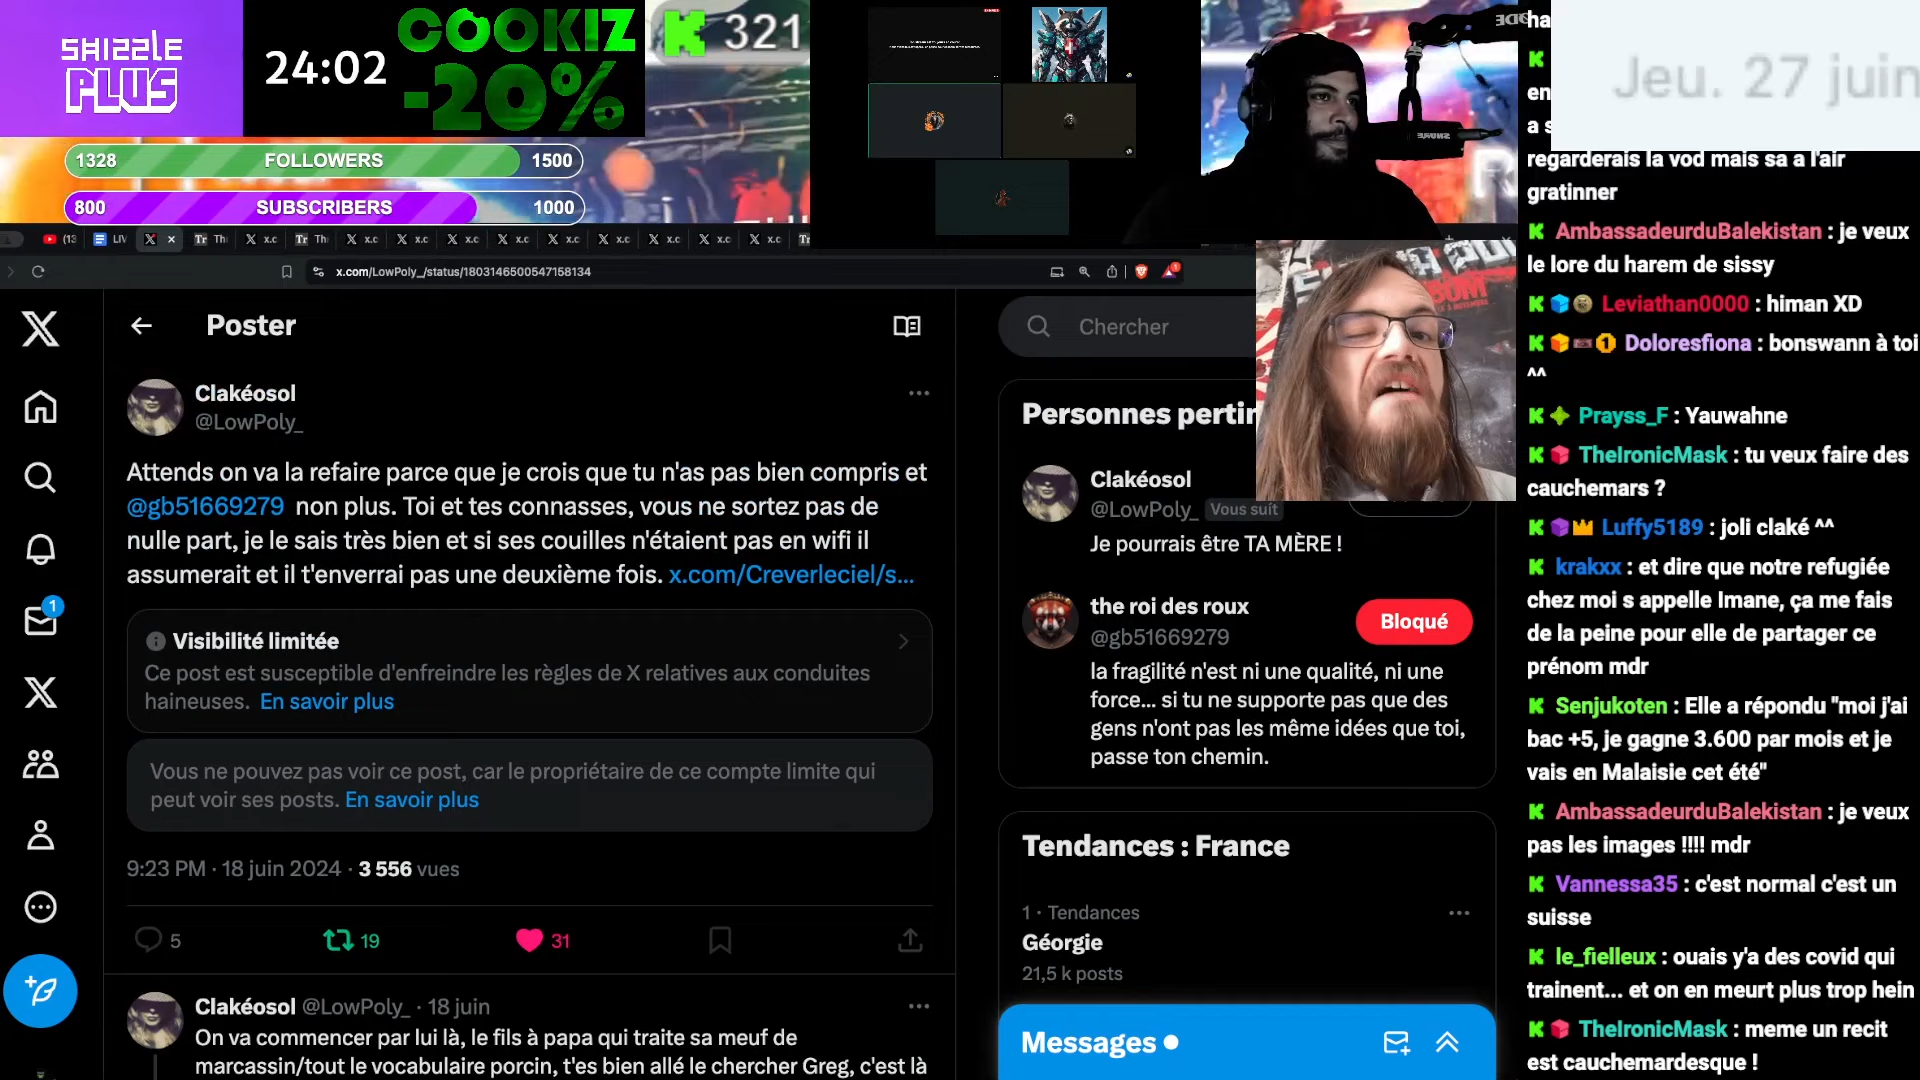 SHIZZLE
PLUS
24:02
COOKIZ
-20%
321
1328 FOLLOWERS 1500
800 SUBSCRIBERS 1000
(13
LIV
Th
x.c
Th
x.c
x.c
x.c
x.c
x.c
x.c
x.c
x.c
x.c
x.com/LowPoly_/status/1803146500547158134
Poster
Clakéosol
@LowPoly_
Attends on va la refaire parce que je crois que tu n'as pas bien compris et
@gb51669279 non plus. Toi et tes connasses, vous ne sortez pas de
nulle part, je le sais très bien et si ses couilles n'étaient pas en wifi il
assumerait et il t'enverrai pas une deuxième fois. x.com/Creverleciel/s...
Visibilité limitée
Ce post est susceptible d'enfreindre les règles de X relatives aux conduites
haineuses. En savoir plus
Vous ne pouvez pas voir ce post, car le propriétaire de ce compte limite qui
peut voir ses posts. En savoir plus
9:23 PM · 18 juin 2024 · 3 556 vues
5
19
31
Clakéosol @LowPoly_ · 18 juin
On va commencer par lui là, le fils à papa qui traite sa meuf de
marcassin/tout le vocabulaire porcin, t'es bien allé le chercher Greg, c'est là
1
Chercher
Personnes pertin
Clakéosol
@LowPoly_ Vous suit
Je pourrais être TA MÈRE !
the roi des roux
@gb51669279
Bloqué
la fragilité n'est ni une qualité, ni une
force... si tu ne supporte pas que des
gens n'ont pas les même idées que toi,
passe ton chemin.
Tendances : France
1 · Tendances
Géorgie
21,5 k posts
Messages
Jeu. 27 juin
ha
en
a s
regarderais la vod mais sa a l'air
gratinner
AmbassadeurduBalekistan : je veux
le lore du harem de sissy
Leviathan0000 : himan XD
Doloresfiona : bonswann à toi
^^
Prayss_F : Yauwahne
TheIronicMask : tu veux faire des
cauchemars ?
Luffy5189 : joli claké ^^
krakxx : et dire que notre refugiée
chez moi s appelle Imane, ça me fais
de la peine pour elle de partager ce
prénom mdr
Senjukoten : Elle a répondu "moi j'ai
bac +5, je gagne 3.600 par mois et je
vais en Malaisie cet été"
AmbassadeurduBalekistan : je veux
pas les images !!!! mdr
Vannessa35 : c'est normal c'est un
suisse
le_fielleux : ouais y'a des covid qui
trainent... et on en meurt plus trop hein
TheIronicMask : meme un recit
est cauchemardesque !